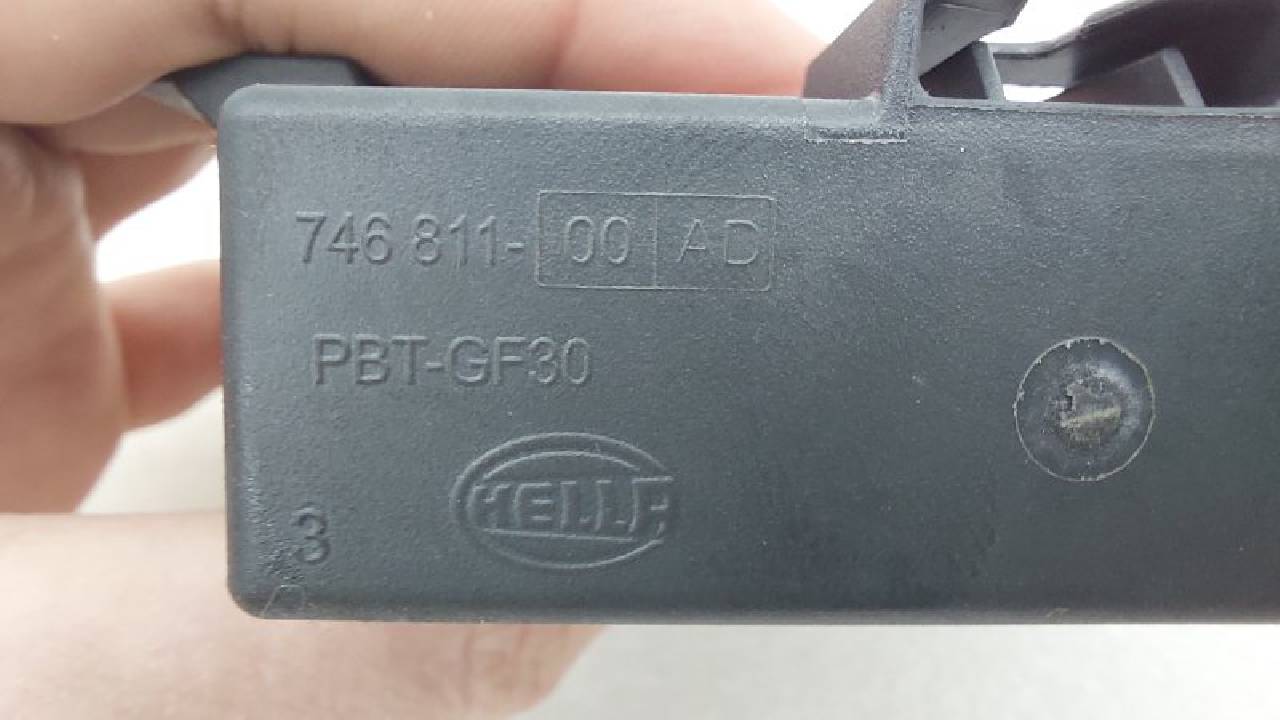 746 811- 00 AD
PBT-GF30
HELLA
3